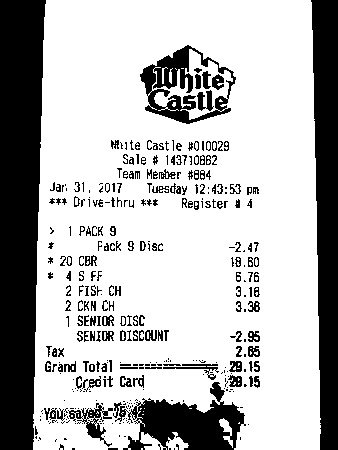 White
Castle
White Castle #010029
Sale # 143710882
Team Member #884
Jan 31, 2017 Tuesday 12:43:53 pm
*** Drive-thru *** Register # 4
> 1 PACK 9
* Pack 9 Disc -2.47
* 20 CBR 18.60
* 4 S FF 6.76
2 FISH CH 3.18
2 CKN CH 3.38
1 SENIOR DISC
SENIOR DISCOUNT -2.95
Tax 2.65
Grand Total ================ 29.15
Credit Card 29.15
You saved